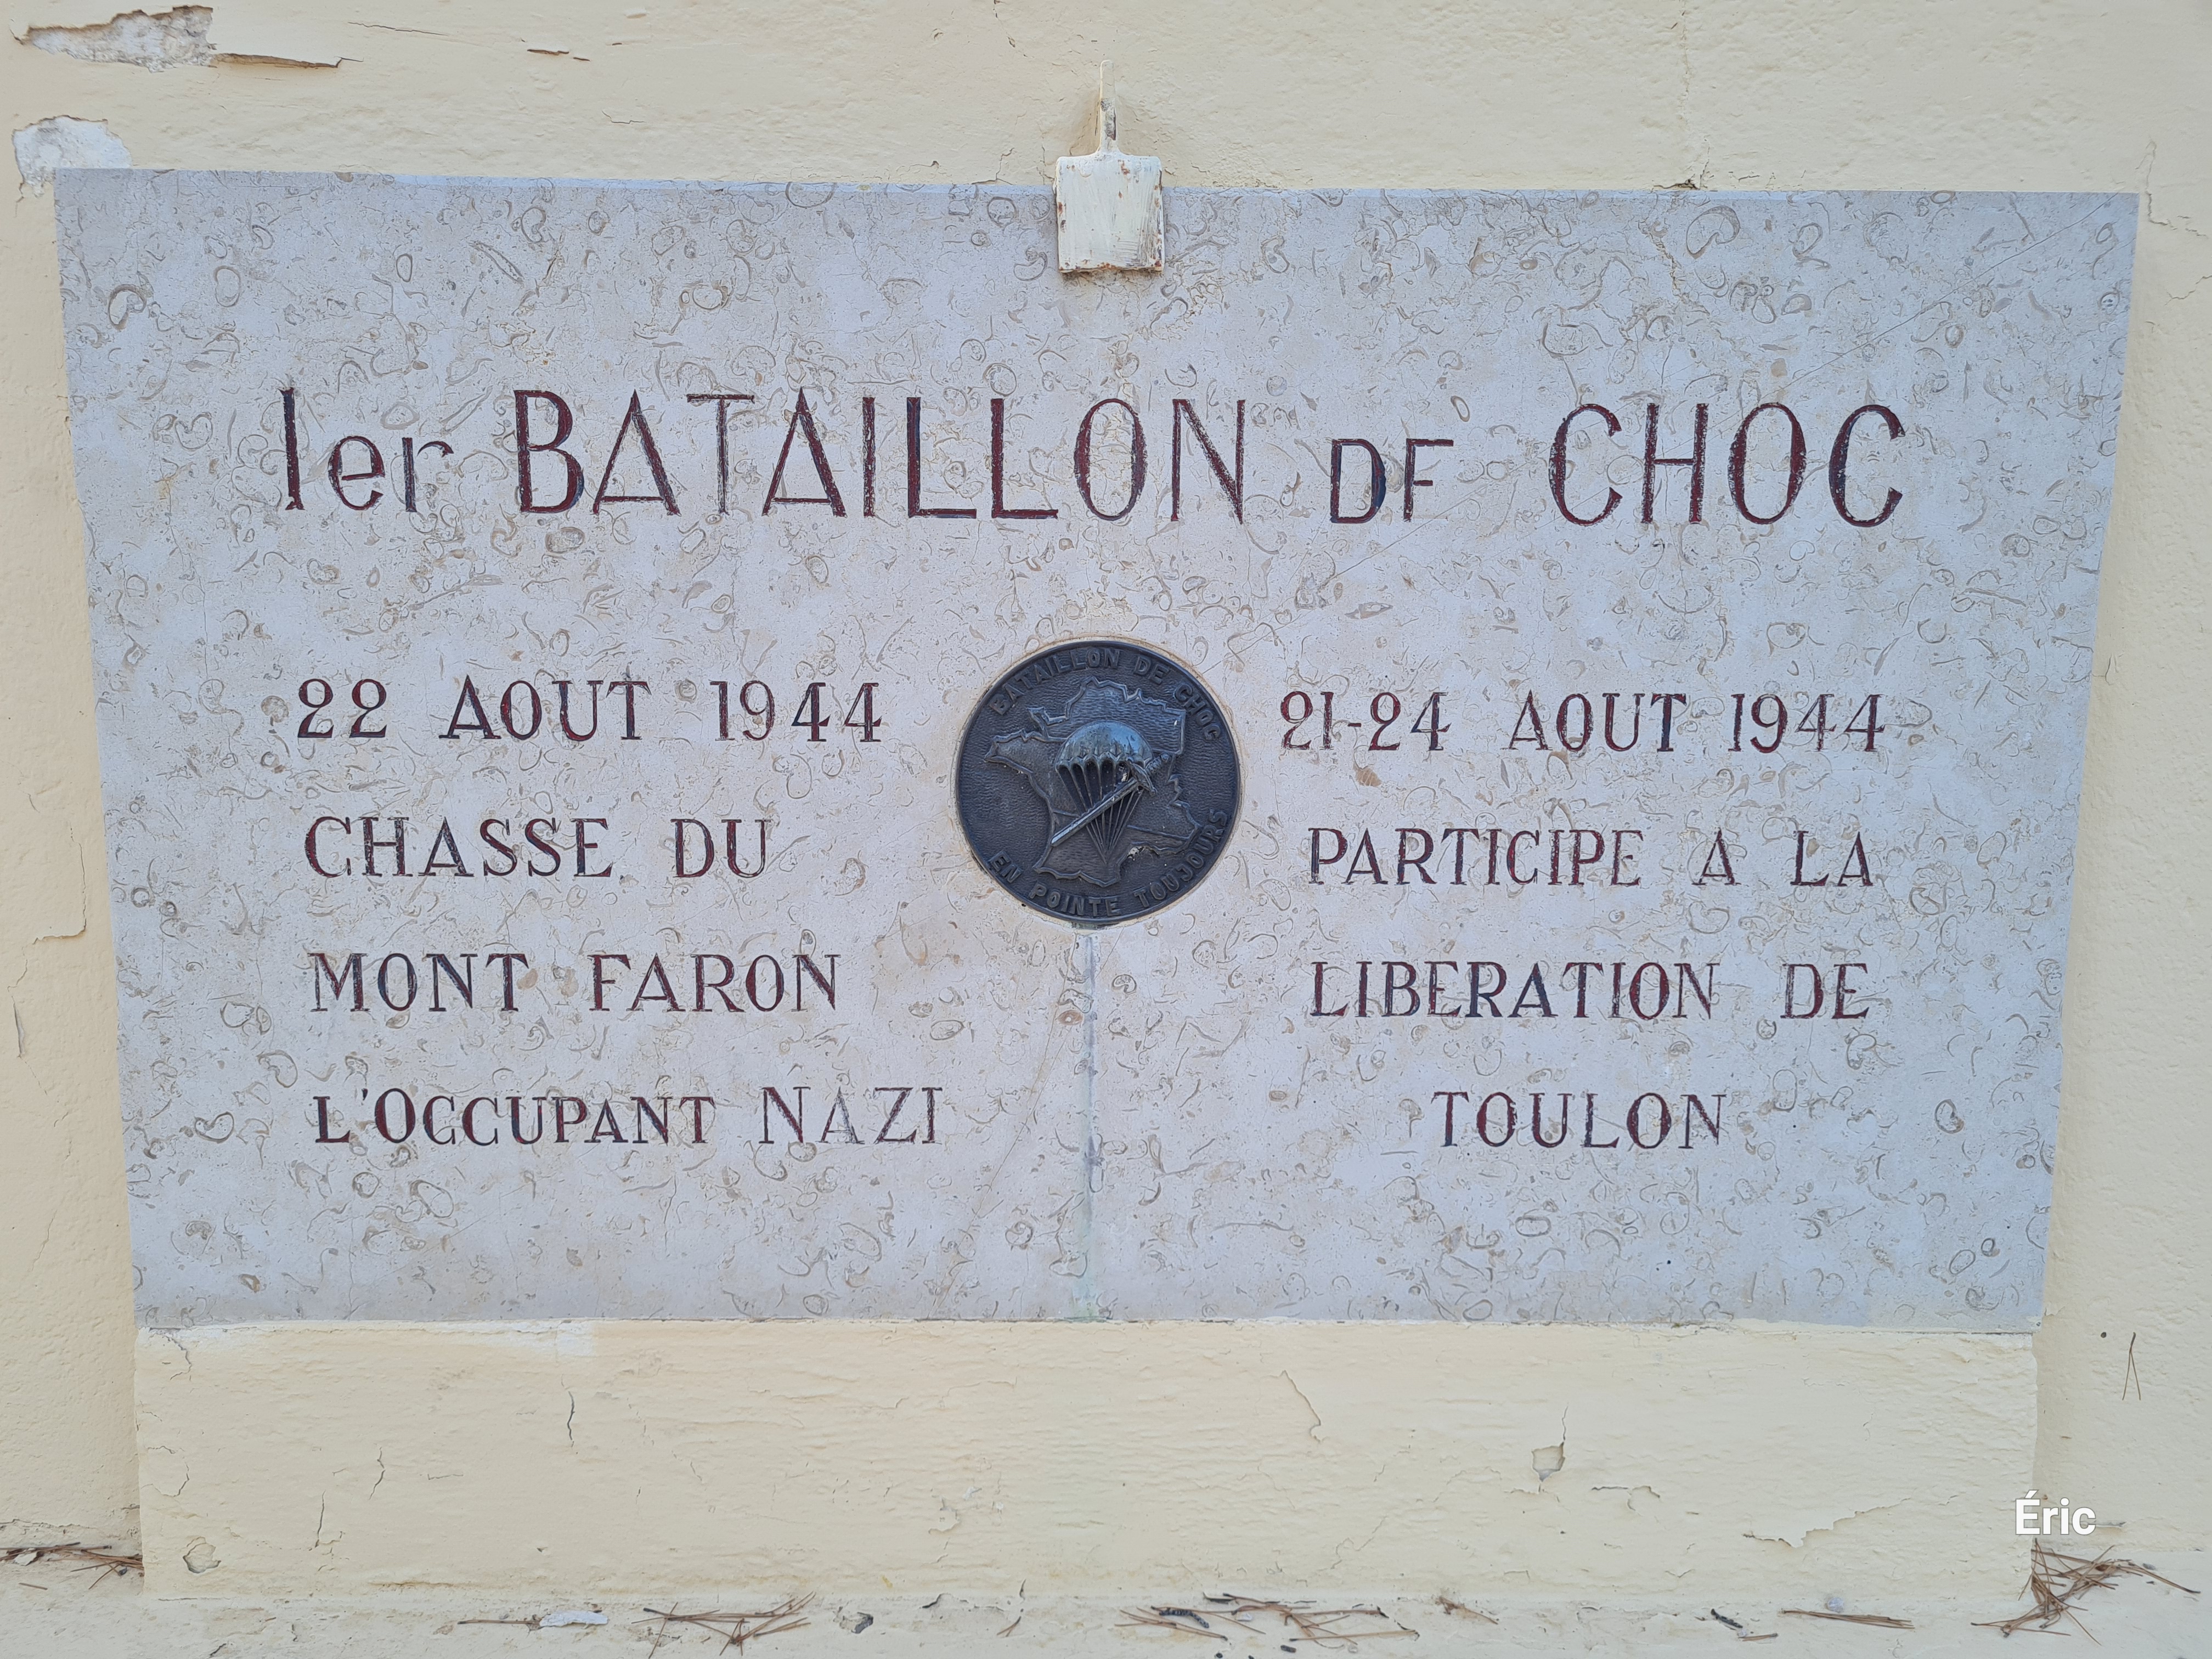 1er BATAILLON DE CHOC
22 AOUT 1944
CHASSE DU
MONT FARON
L'OCCUPANT NAZI
BATAILLON DE CHOC
EN POINTE TOUJOURS
21-24 AOUT 1944
PARTICIPE A LA
LIBERATION DE
TOULON
Éric